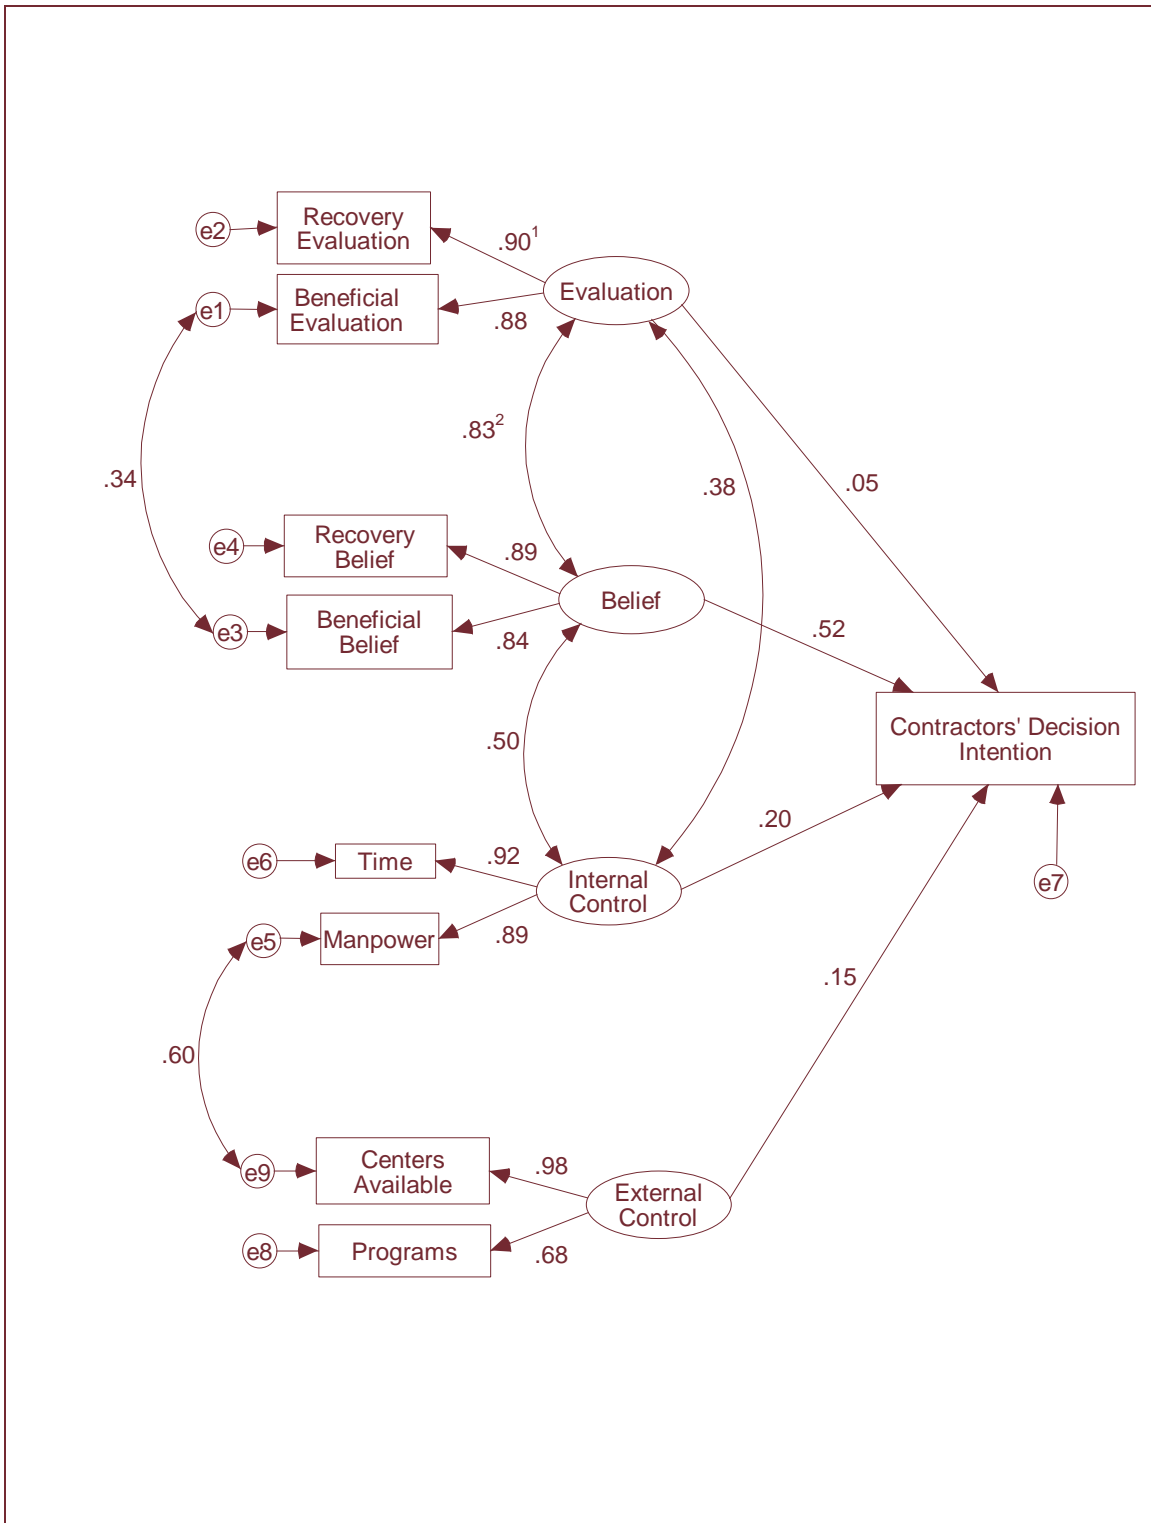 Recovery
Evaluation
e2
.90¹
Evaluation
Beneficial
Evaluation
e1
.88
.83²
.34
.38
.05
Recovery
Belief
e4
.89
Belief
Beneficial
Belief
e3
.84
.52
Contractors' Decision
Intention
.50
.20
e6
Time
.92
Internal
Control
e7
e5
Manpower
.89
.15
.60
e9
Centers
Available
.98
External
Control
e8
Programs
.68